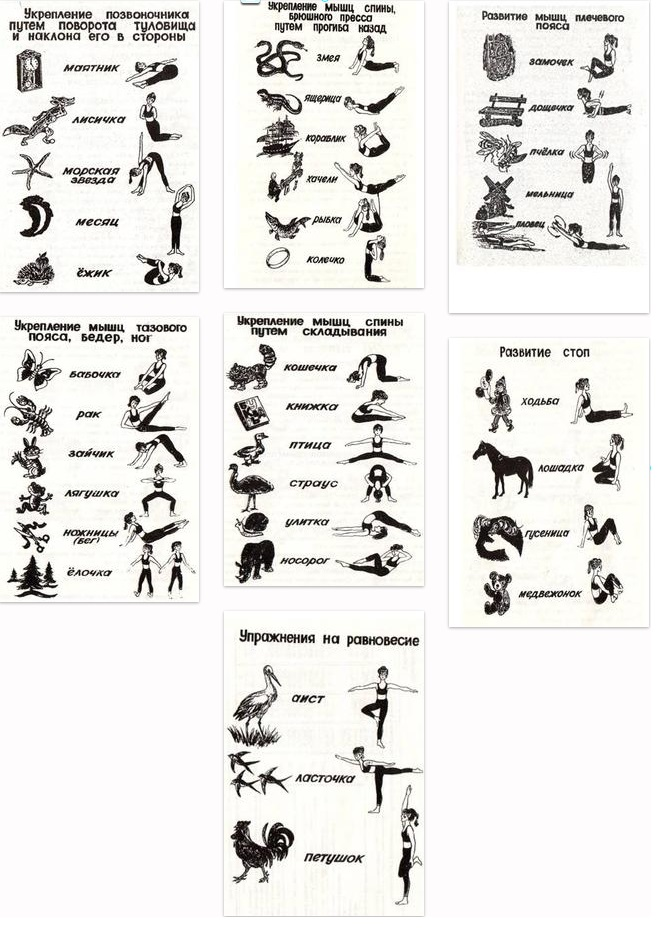 Укрепление позвоночника
путем поворота туловища
и наклона его в стороны
маятник
лисичка
морская
звезда
месяц
ёжик
Укрепление мышц спины,
брюшного пресса
путем прогиба назад
змея
ящерица
кораблик
качели
рыбка
колечко
Развитие мышц плечевого
пояса
замочек
дощечка
пчёлка
мельница
пловец
Укрепление мышц тазового
пояса, бедер, ног
бабочка
рак
зайчик
лягушка
ножницы
(бег)
ёлочка
Укрепление мышц спины
путем складывания
кошечка
книжка
птица
страус
улитка
носорог
Развитие стоп
ходьба
лошадка
гусеница
медвежонок
Упражнения на равновесие
аист
ласточка
петушок